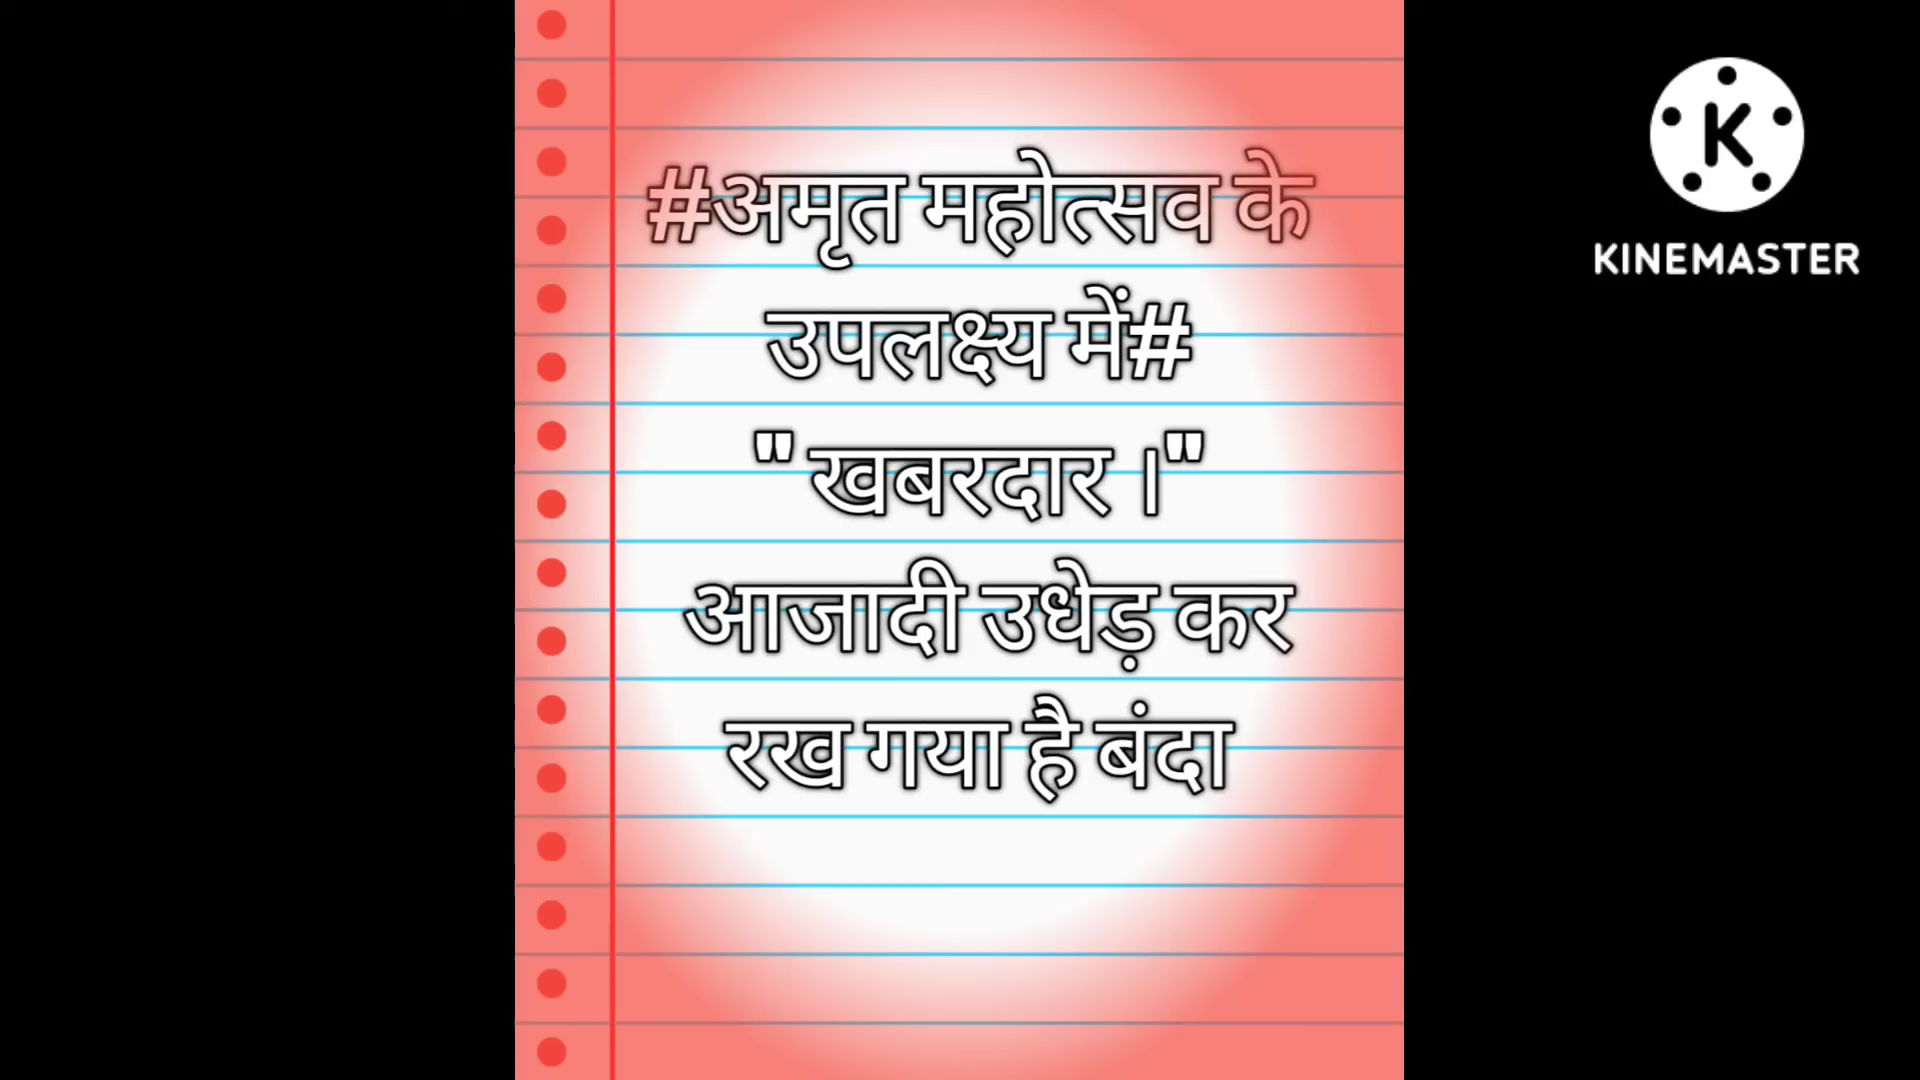 #अमृत महोत्सव के
उपलक्ष्य में#
" खबरदार ।"
आजादी उधेड़ कर
रख गया है बंदा
K
KINEMASTER